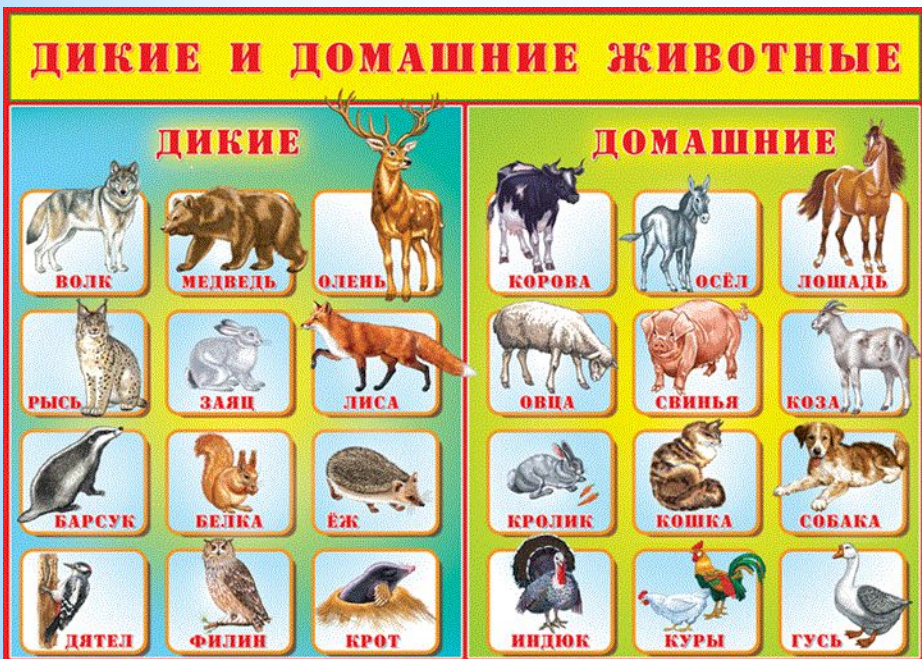 ДИКИЕ И ДОМАШНИЕ ЖИВОТНЫЕ
ДИКИЕ
ВОЛК
МЕДВЕДЬ
ОЛЕНЬ
РЫСЬ
ЗАЯЦ
ЛИСА
БАРСУК
БЕЛКА
ЁЖ
ДЯТЕЛ
ФИЛИН
КРОТ
ДОМАШНИЕ
КОРОВА
ОСЁЛ
ЛОШАДЬ
ОВЦА
СВИНЬЯ
КОЗА
КРОЛИК
КОШКА
СОБАКА
ИНДЮК
КУРЫ
ГУСЬ